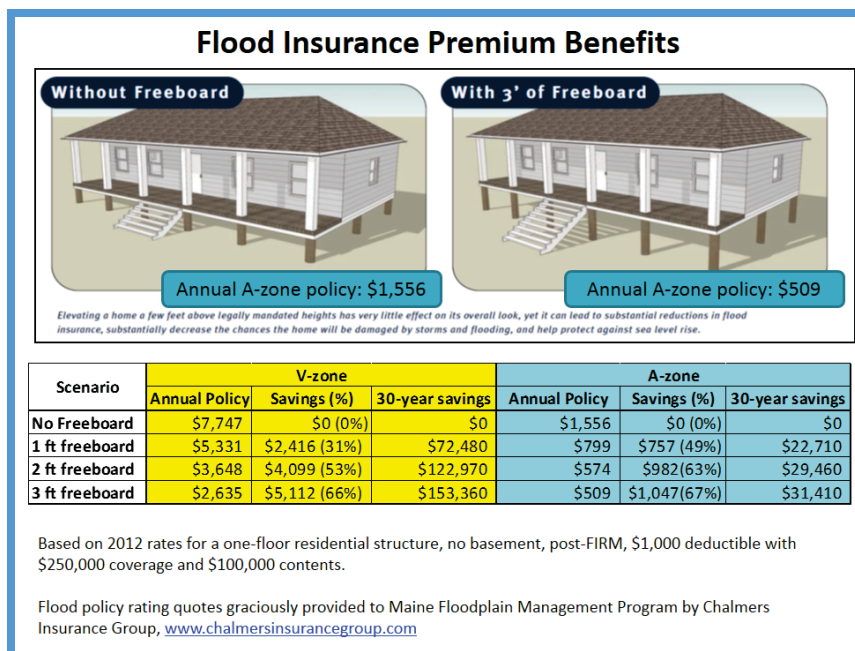 Flood Insurance Premium Benefits
Without Freeboard
With 3' of Freeboard
Annual A-zone policy: $1,556
Annual A-zone policy: $509
Elevating a home a few feet above legally mandated heights has very little effect on its overall look, yet it can lead to substantial reductions in flood
insurance, substantially decrease the chances the home will be damaged by storms and flooding, and help protect against sea level rise.
Scenario V-zone A-zone
Annual Policy Savings (%) 30-year savings Annual Policy Savings (%) 30-year savings
No Freeboard $7,747 $0 (0%) $0 $1,556 $0 (0%) $0
1 ft freeboard $5,331 $2,416 (31%) $72,480 $799 $757 (49%) $22,710
2 ft freeboard $3,648 $4,099 (53%) $122,970 $574 $982(63%) $29,460
3 ft freeboard $2,635 $5,112 (66%) $153,360 $509 $1,047(67%) $31,410
Based on 2012 rates for a one-floor residential structure, no basement, post-FIRM, $1,000 deductible with
$250,000 coverage and $100,000 contents.
Flood policy rating quotes graciously provided to Maine Floodplain Management Program by Chalmers
Insurance Group, www.chalmersinsurancegroup.com